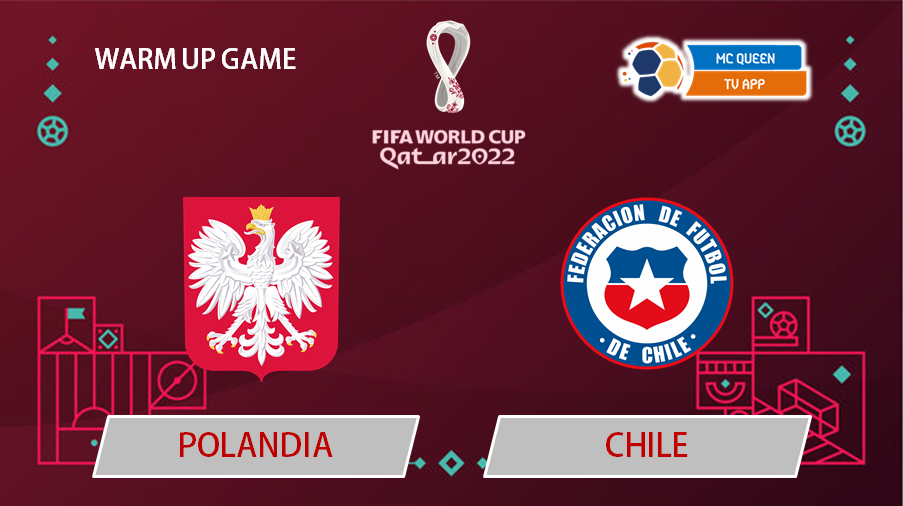 WARM UP GAME
FIFA WORLD CUP
Qatar2022
MC QUEEN
TV APP
FEDERACION DE FUTBOL
· DE CHILE ·
POLANDIA
CHILE